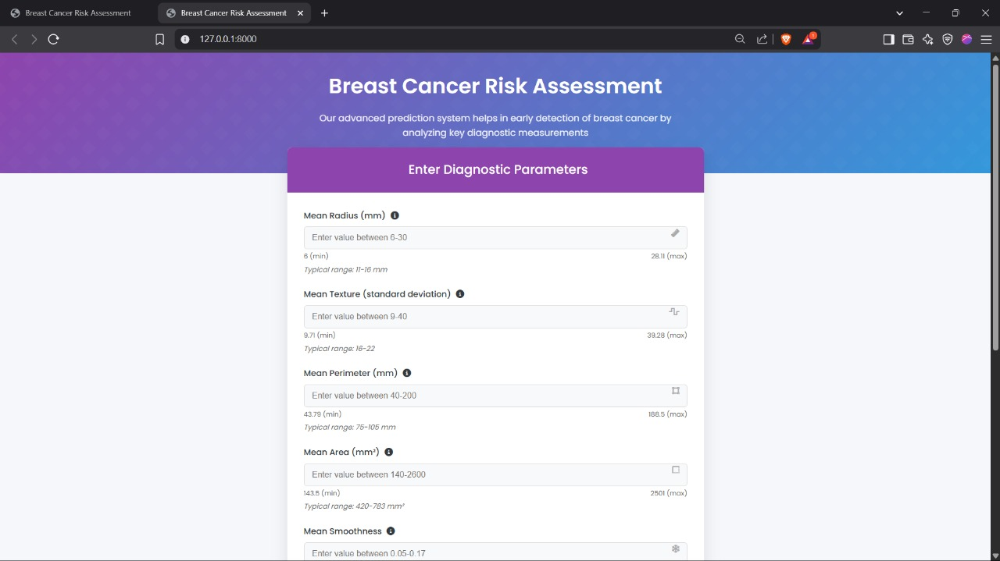 Breast Cancer Risk Assessment
Breast Cancer Risk Assessment
127.0.0.1:8000
1
Breast Cancer Risk Assessment
Our advanced prediction system helps in early detection of breast cancer by
analyzing key diagnostic measurements
Enter Diagnostic Parameters
Mean Radius (mm)
Enter value between 6-30
6 (min) 28.11 (max)
Typical range: 11-16 mm
Mean Texture (standard deviation)
Enter value between 9-40
9.71 (min) 39.28 (max)
Typical range: 16-22
Mean Perimeter (mm)
Enter value between 40-200
43.79 (min) 188.5 (max)
Typical range: 75-105 mm
Mean Area (mm²)
Enter value between 140-2600
143.5 (min) 2501 (max)
Typical range: 420-783 mm²
Mean Smoothness
Enter value between 0.05-0.17